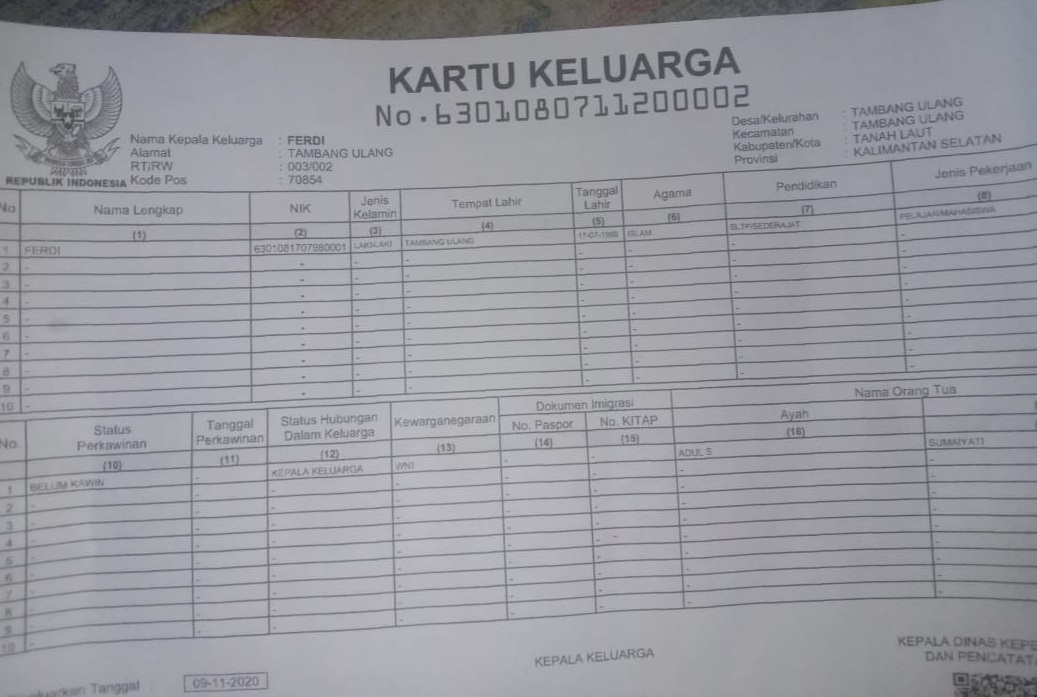 KARTU KELUARGA
No.6301080711200002
REPUBLIK INDONESIA
Nama Kepala Keluarga : FERDI
Alamat : TAMBANG ULANG
RT/RW : 003/002
Kode Pos : 70854
Desa/Kelurahan : TAMBANG ULANG
Kecamatan : TAMBANG ULANG
Kabupaten/Kota : TANAH LAUT
Provinsi : KALIMANTAN SELATAN
No Nama Lengkap NIK Jenis Kelamin Tempat Lahir Tanggal Lahir Agama Pendidikan Jenis Pekerjaan
(1) (2) (3) (4) (5) (6) (7) (8)
1 FERDI 6301081707980001 LAKI-LAKI TAMBANG ULANG 17-07-1998 ISLAM SLTP/SEDERAJAT PELAJAR/MAHASISWA
2 - - - - - - - -
3 - - - - - - - -
4 - - - - - - - -
5 - - - - - - - -
6 - - - - - - - -
7 - - - - - - - -
8 - - - - - - - -
9 - - - - - - - -
10 - - - - - - - -
No. Status Perkawinan Tanggal Perkawinan Status Hubungan Dalam Keluarga Kewarganegaraan Dokumen Imigrasi Nama Orang Tua
No. Paspor No. KITAP Ayah
(10) (11) (12) (13) (14) (15) (16)
1 BELUM KAWIN - KEPALA KELUARGA WNI - - ADUL S SUMAIYATI
2 - - - - - - - -
3 - - - - - - - -
4 - - - - - - - -
5 - - - - - - - -
6 - - - - - - - -
7 - - - - - - - -
8 - - - - - - - -
9 - - - - - - - -
10 - - - - - - - -
Tanggal : 09-11-2020
KEPALA KELUARGA
KEPALA DINAS KEPE
DAN PENCATAT